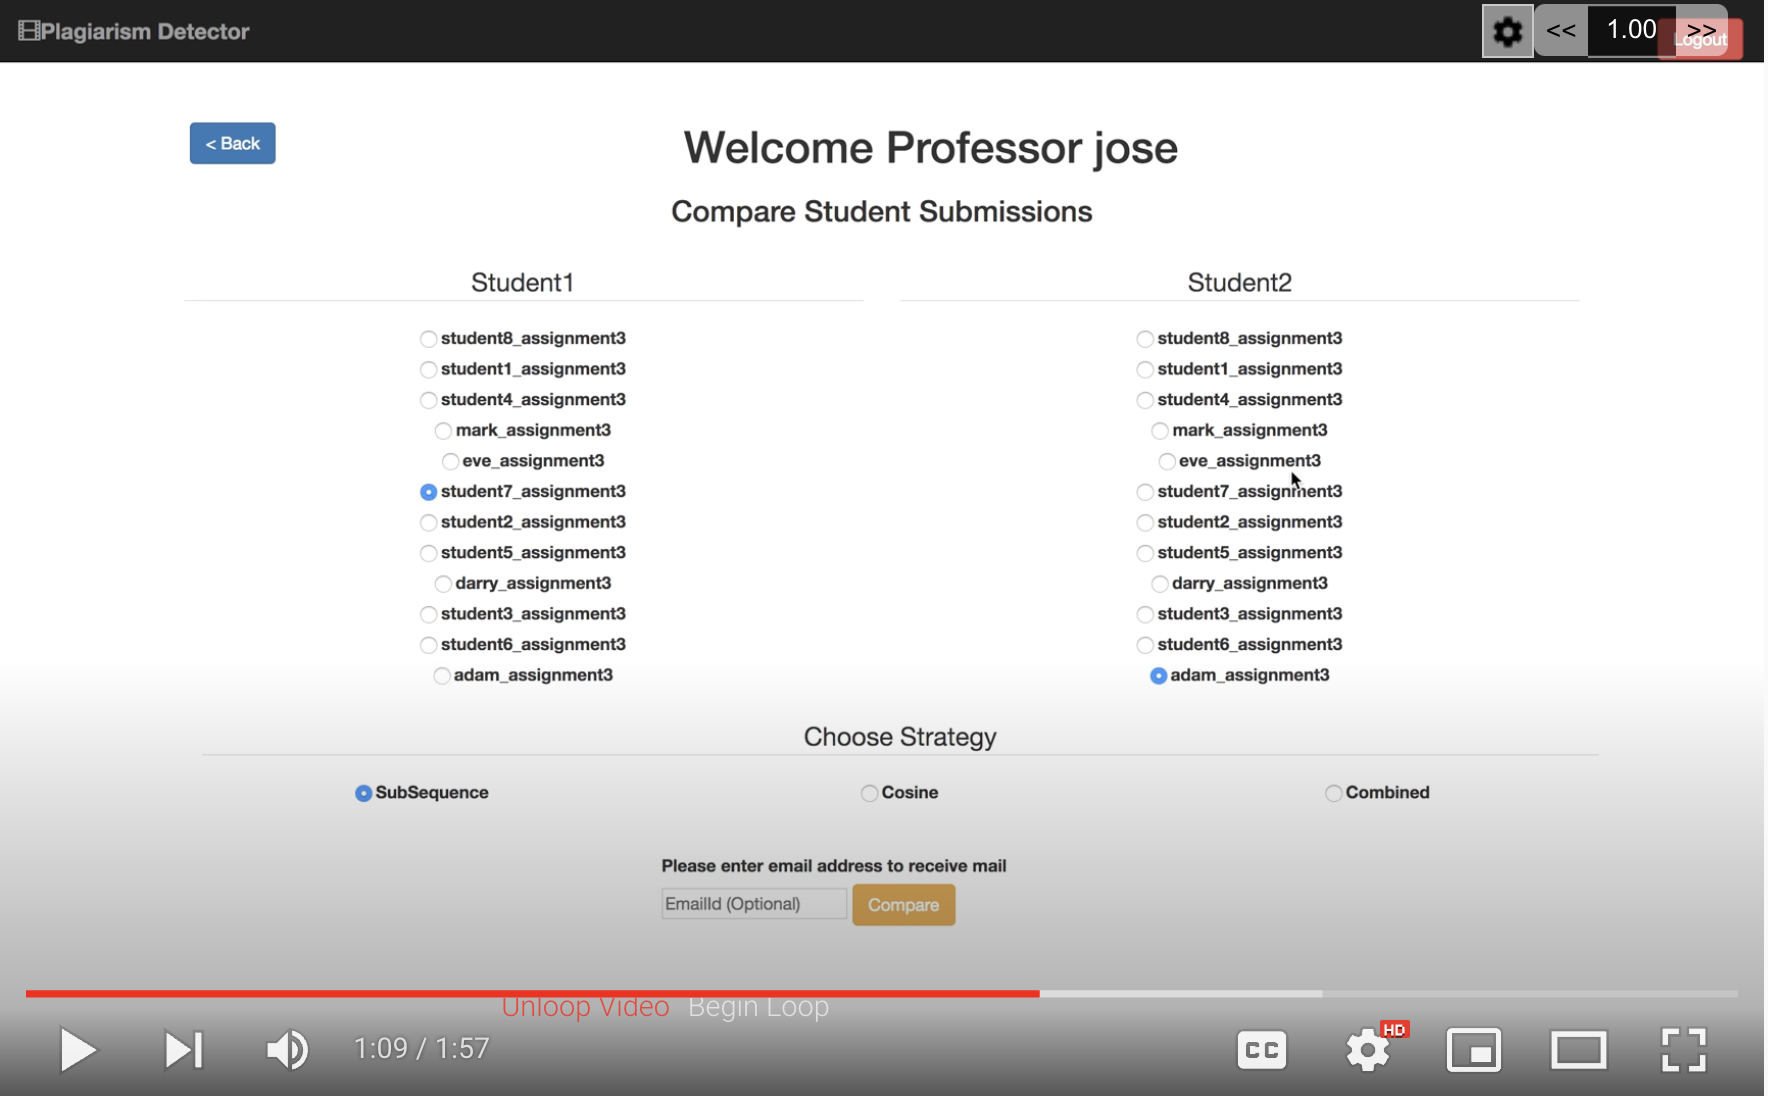 Plagiarism Detector
<< 1.00 >>
Logout
< Back
Welcome Professor jose
Compare Student Submissions
Student1
student8_assignment3
student1_assignment3
student4_assignment3
mark_assignment3
eve_assignment3
student7_assignment3
student2_assignment3
student5_assignment3
darry_assignment3
student3_assignment3
student6_assignment3
adam_assignment3
Student2
student8_assignment3
student1_assignment3
student4_assignment3
mark_assignment3
eve_assignment3
student7_assignment3
student2_assignment3
student5_assignment3
darry_assignment3
student3_assignment3
student6_assignment3
adam_assignment3
Choose Strategy
SubSequence Cosine Combined
Please enter email address to receive mail
EmailId (Optional) Compare
Unloop Video Begin Loop
1:09 / 1:57
CC
HD